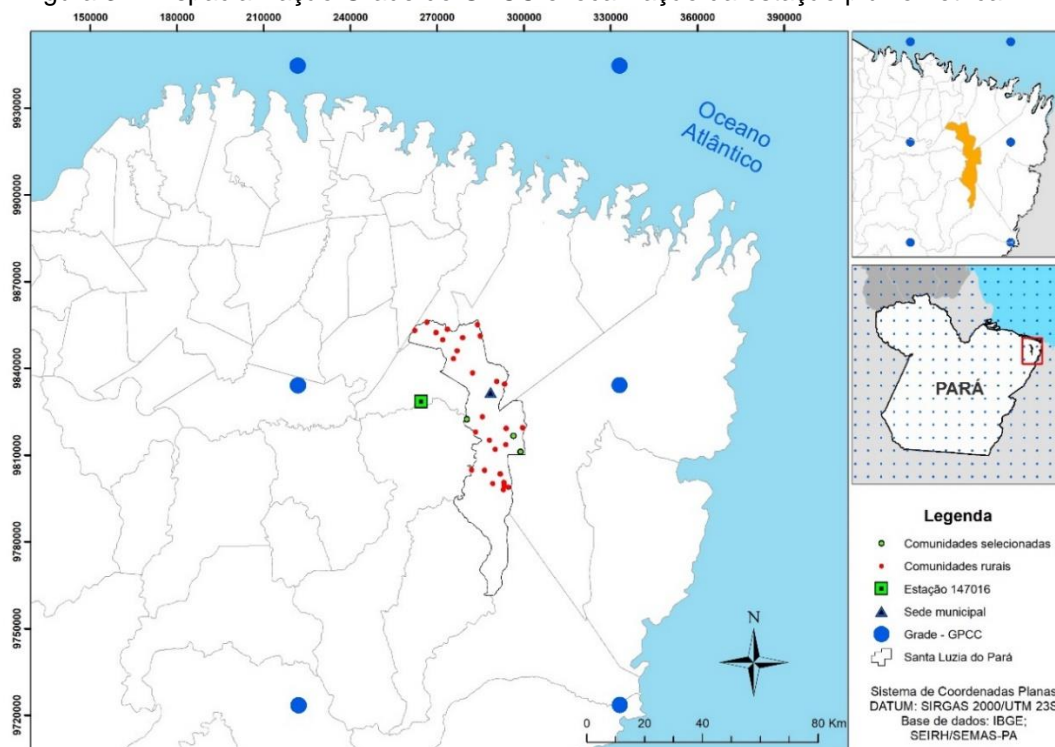 150000 180000 210000 240000 270000 300000 330000 360000 390000
9930000
9900000
9870000
9840000
9810000
9780000
9750000
9720000
Oceano
Atlântico
N
0 10 20 40 60 80 Km
PARÁ
Legenda
Comunidades selecionadas
Comunidades rurais
Estação 147016
Sede municipal
Grade - GPCC
Santa Luzia do Pará
Sistema de Coordenadas Planas
DATUM: SIRGAS 2000/UTM 23S
Base de dados: IBGE;
SEIRH/SEMAS-PA